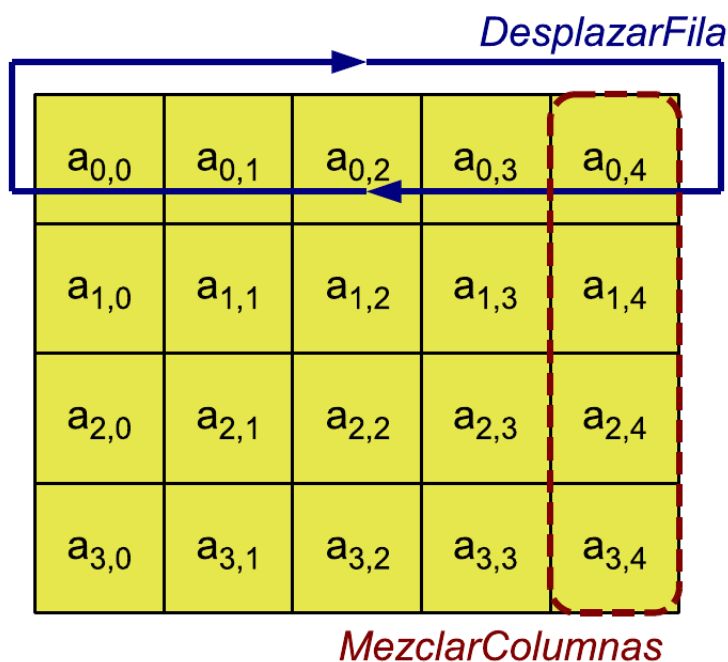 DesplazarFila
a0,0 a0,1 a0,2 a0,3 a0,4
a1,0 a1,1 a1,2 a1,3 a1,4
a2,0 a2,1 a2,2 a2,3 a2,4
a3,0 a3,1 a3,2 a3,3 a3,4
MezclarColumnas